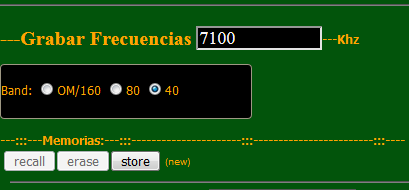 ---Grabar Frecuencias 7100---Khz
Band: OM/160 80 40
---:::---Memorias:---:::----------------------:::-----------------------:::----
recall erase store (new)